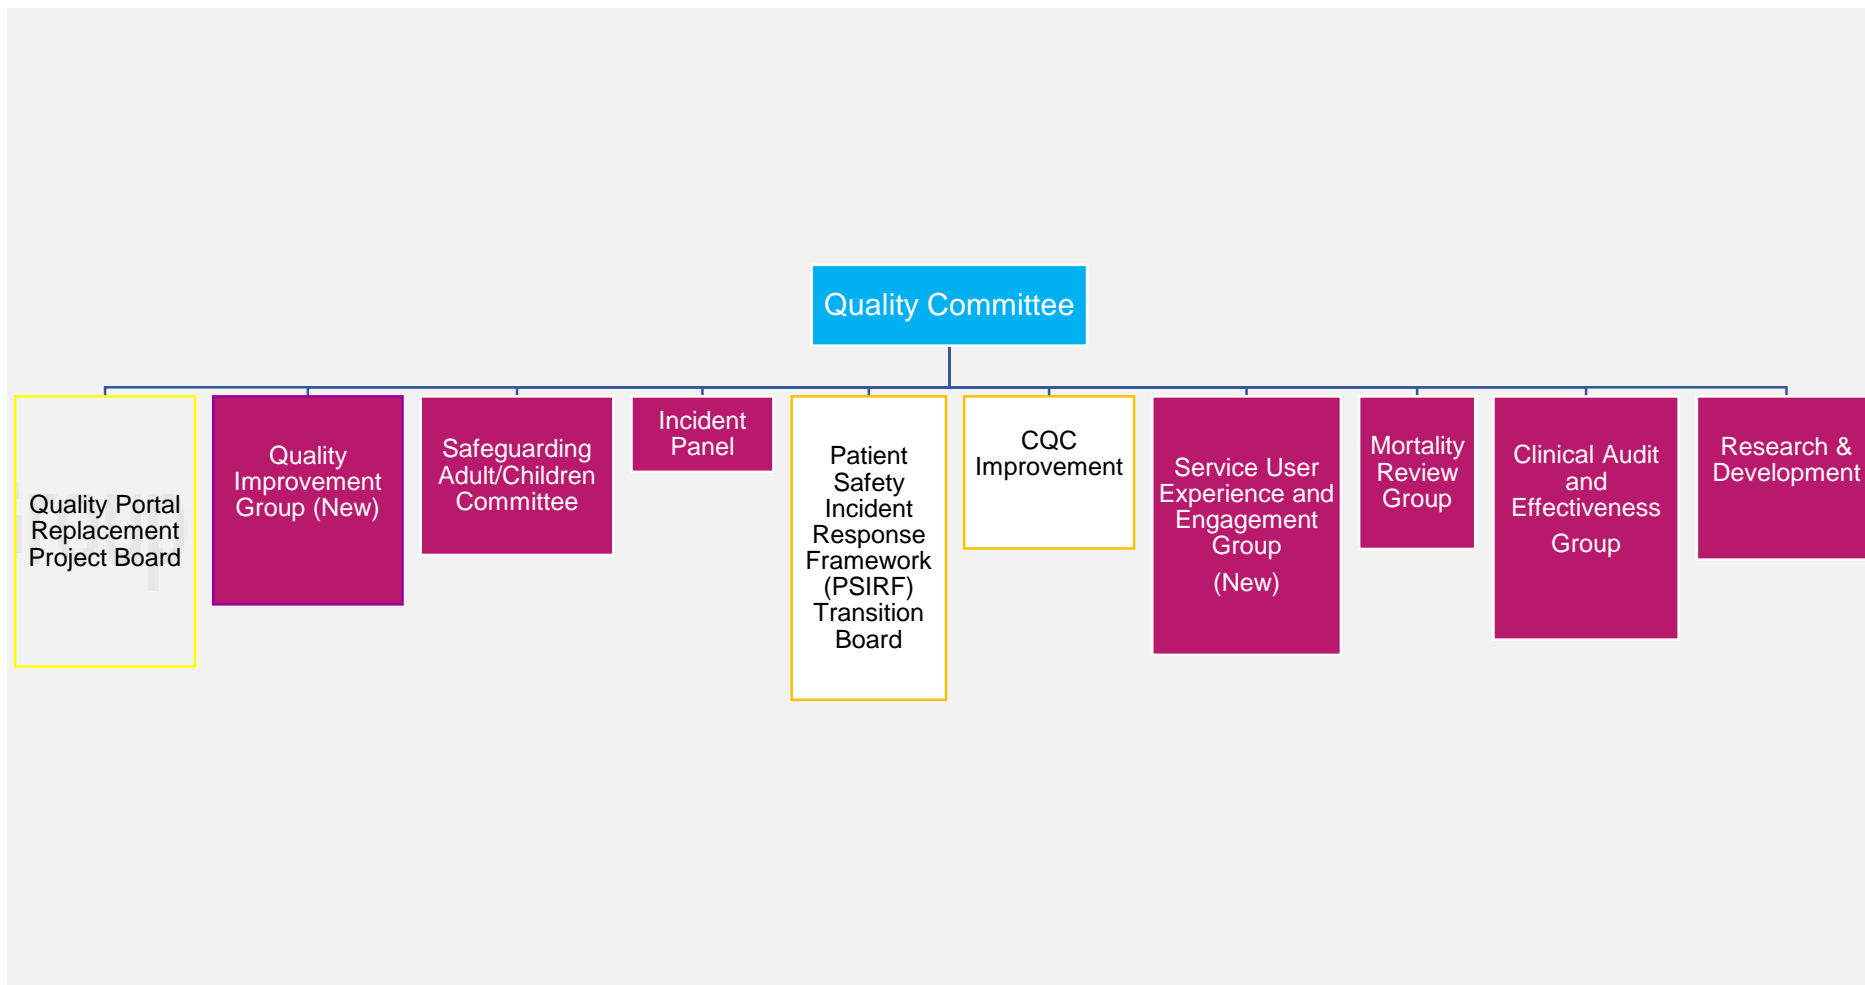 Quality Committee
Quality Portal
Replacement
Project Board
Quality
Improvement
Group (New)
Safeguarding
Adult/Children
Committee
Incident
Panel
Patient
Safety
Incident
Response
Framework
(PSIRF)
Transition
Board
CQC
Improvement
Service User
Experience and
Engagement
Group
(New)
Mortality
Review
Group
Clinical Audit
and
Effectiveness
Group
Research &
Development